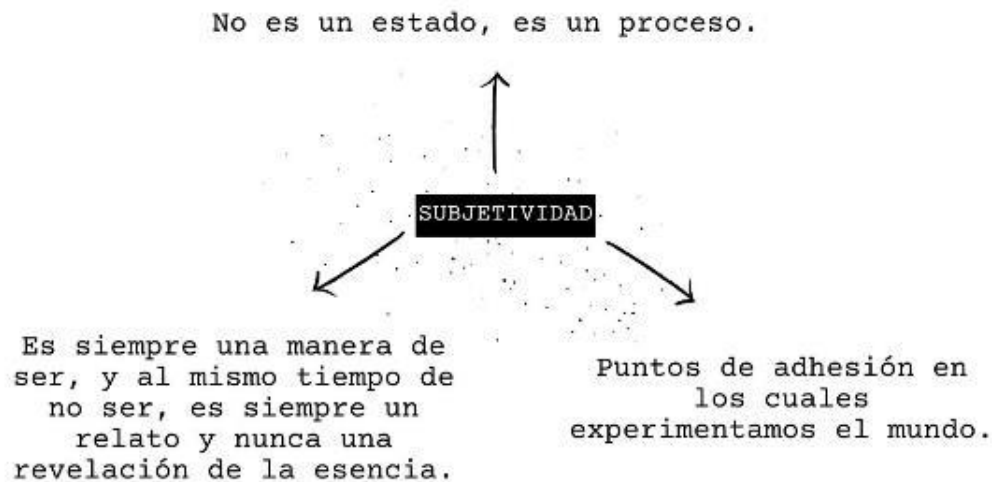 No es un estado, es un proceso.
SUBJETIVIDAD
Es siempre una manera de
ser, y al mismo tiempo de
no ser, es siempre un
relato y nunca una
revelación de la esencia.
Puntos de adhesión en
los cuales
experimentamos el mundo.